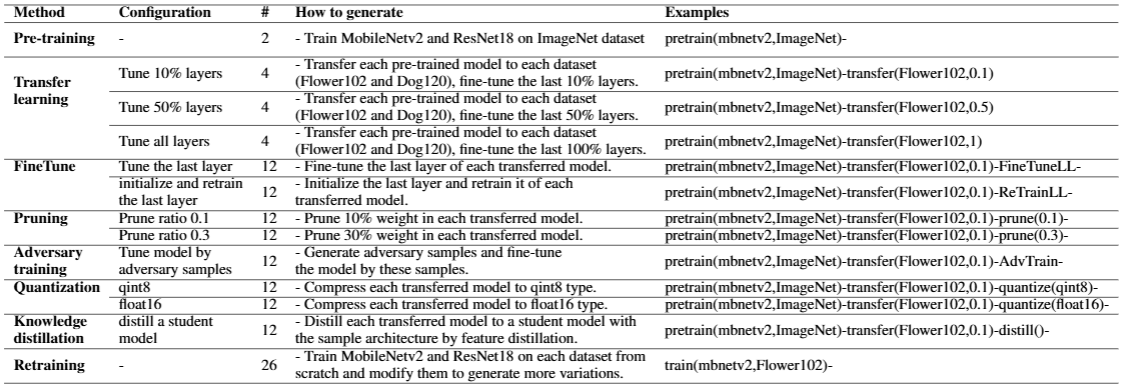 Method Configuration # How to generate Examples
Pre-training - 2 - Train MobileNetv2 and ResNet18 on ImageNet dataset pretrain(mbnetv2,ImageNet)-
Transfer learning Tune 10% layers 4 - Transfer each pre-trained model to each dataset (Flower102 and Dog120), fine-tune the last 10% layers. pretrain(mbnetv2,ImageNet)-transfer(Flower102,0.1)
Tune 50% layers 4 - Transfer each pre-trained model to each dataset (Flower102 and Dog120), fine-tune the last 50% layers. pretrain(mbnetv2,ImageNet)-transfer(Flower102,0.5)
Tune all layers 4 - Transfer each pre-trained model to each dataset (Flower102 and Dog120), fine-tune the last 100% layers. pretrain(mbnetv2,ImageNet)-transfer(Flower102,1)
FineTune Tune the last layer 12 - Fine-tune the last layer of each transferred model. pretrain(mbnetv2,ImageNet)-transfer(Flower102,0.1)-FineTuneLL-
initialize and retrain the last layer 12 - Initialize the last layer and retrain it of each transferred model. pretrain(mbnetv2,ImageNet)-transfer(Flower102,0.1)-ReTrainLL-
Pruning Prune ratio 0.1 12 - Prune 10% weight in each transferred model. pretrain(mbnetv2,ImageNet)-transfer(Flower102,0.1)-prune(0.1)-
Prune ratio 0.3 12 - Prune 30% weight in each transferred model. pretrain(mbnetv2,ImageNet)-transfer(Flower102,0.1)-prune(0.3)-
Adversary training Tune model by adversary samples 12 - Generate adversary samples and fine-tune the model by these samples. pretrain(mbnetv2,ImageNet)-transfer(Flower102,0.1)-AdvTrain-
Quantization qint8 12 - Compress each transferred model to qint8 type. pretrain(mbnetv2,ImageNet)-transfer(Flower102,0.1)-quantize(qint8)-
float16 12 - Compress each transferred model to float16 type. pretrain(mbnetv2,ImageNet)-transfer(Flower102,0.1)-quantize(float16)-
Knowledge distillation distill a student model 12 - Distill each transferred model to a student model with the sample architecture by feature distillation. pretrain(mbnetv2,ImageNet)-transfer(Flower102,0.1)-distill()-
Retraining - 26 - Train MobileNetv2 and ResNet18 on each dataset from scratch and modify them to generate more variations. train(mbnetv2,Flower102)-